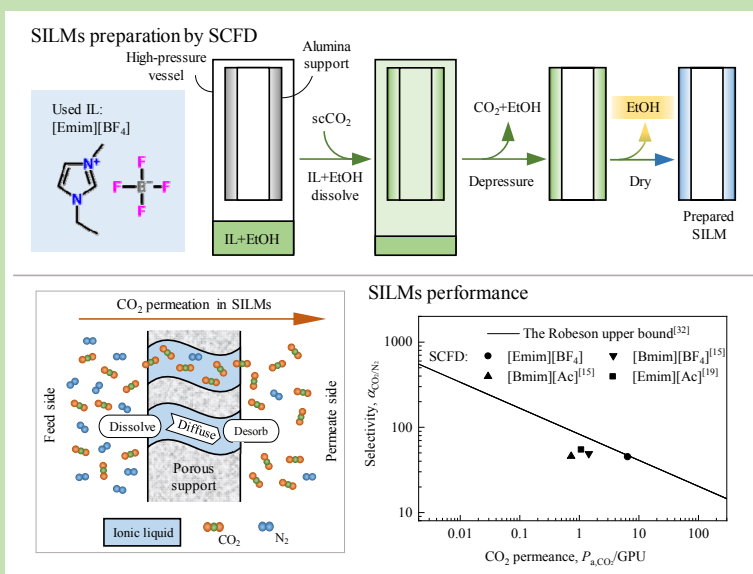 SILMs preparation by SCFD
High-pressure
vessel
Alumina
support
Used IL:
[Emim][BF₄]
N⁺
N
F
F
B⁻
F
F
IL+EtOH
scCO₂
IL+EtOH
dissolve
CO₂+EtOH
Depressure
EtOH
Dry
Prepared
SILM
CO₂ permeation in SILMs
Feed side
Dissolve
Diffuse
Desorb
Permeate side
Porous
support
Ionic liquid
CO₂
N₂
SILMs performance
1000
100
10
Selectivity, α_CO₂/N₂
The Robeson upper bound[32]
SCFD:
[Emim][BF₄]
[Bmim][BF₄][15]
[Bmim][Ac][15]
[Emim][Ac][19]
0.01
0.1
1
10
100
CO₂ permeance, P_a,CO₂/GPU